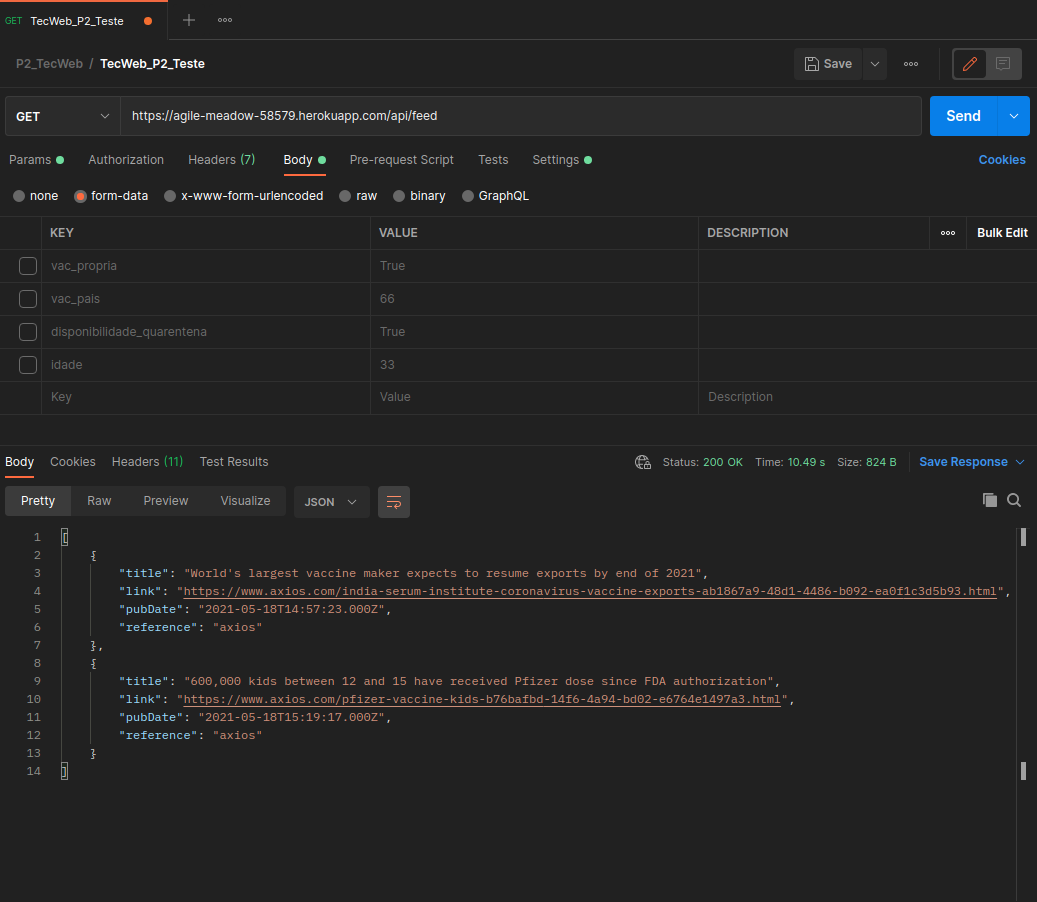 GET TecWeb_P2_Teste
P2_TecWeb / TecWeb_P2_Teste Save
GET https://agile-meadow-58579.herokuapp.com/api/feed Send
Params Authorization Headers (7) Body Pre-request Script Tests Settings Cookies
none form-data x-www-form-urlencoded raw binary GraphQL
KEY VALUE DESCRIPTION Bulk Edit
vac_propria True
vac_pais 66
disponibilidade_quarentena True
idade 33
Key Value Description
Body Cookies Headers (11) Test Results Status: 200 OK Time: 10.49 s Size: 824 B Save Response
Pretty Raw Preview Visualize JSON
1 [
2 {
3 "title": "World's largest vaccine maker expects to resume exports by end of 2021",
4 "link": "https://www.axios.com/india-serum-institute-coronavirus-vaccine-exports-ab1867a9-48d1-4486-b092-ea0f1c3d5b93.html",
5 "pubDate": "2021-05-18T14:57:23.000Z",
6 "reference": "axios"
7 },
8 {
9 "title": "600,000 kids between 12 and 15 have received Pfizer dose since FDA authorization",
10 "link": "https://www.axios.com/pfizer-vaccine-kids-b76bafbd-14f6-4a94-bd02-e6764e1497a3.html",
11 "pubDate": "2021-05-18T15:19:17.000Z",
12 "reference": "axios"
13 }
14 ]